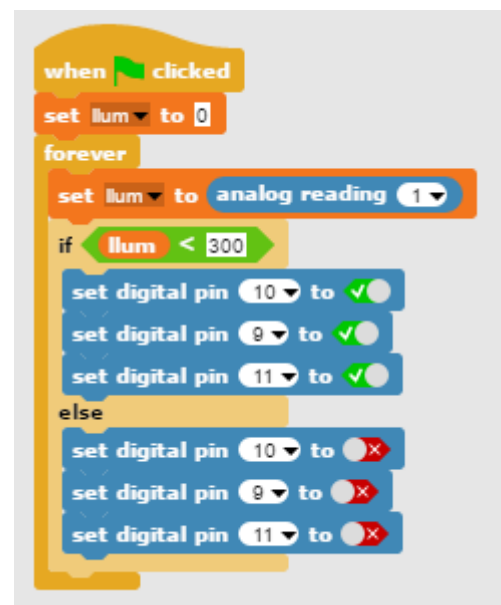 when clicked
set llum to 0
forever
set llum to analog reading 1
if llum < 300
set digital pin 10 to
set digital pin 9 to
set digital pin 11 to
else
set digital pin 10 to
set digital pin 9 to
set digital pin 11 to